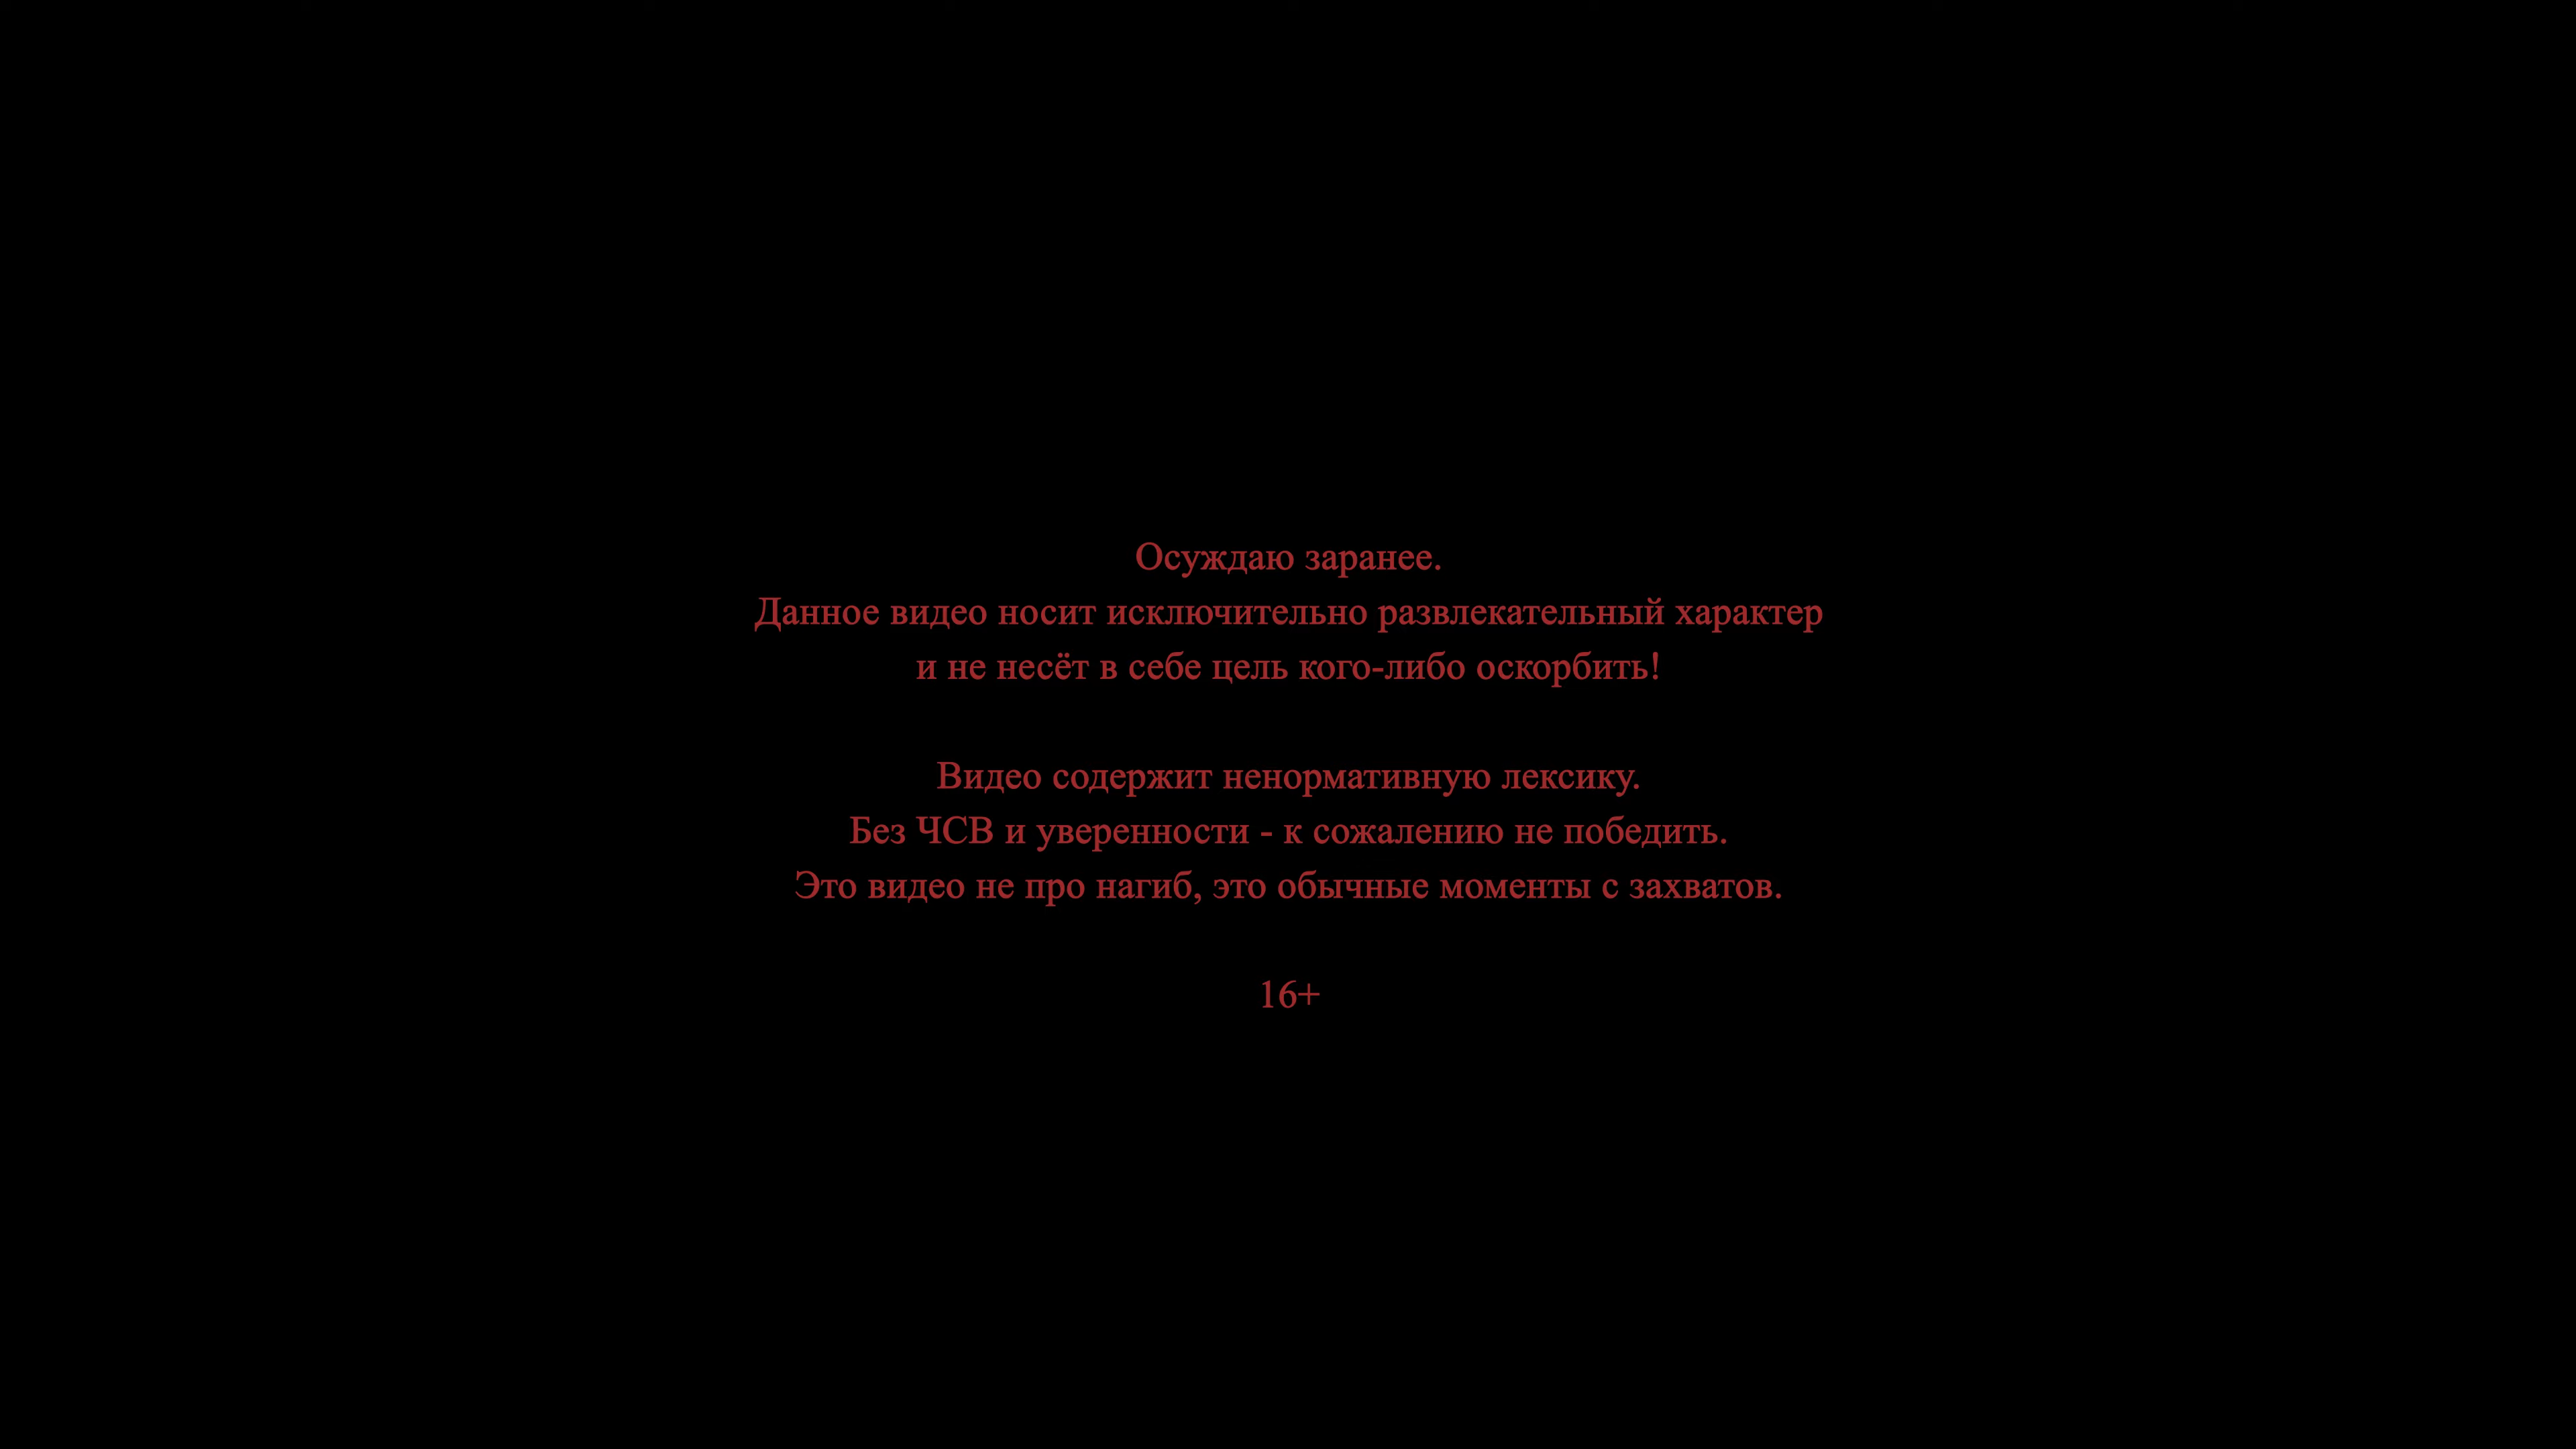 Осуждаю заранее.
Данное видео носит исключительно развлекательный характер
и не несёт в себе цель кого-либо оскорбить!
Видео содержит ненормативную лексику.
Без ЧСВ и уверенности - к сожалению не победить.
Это видео не про нагиб, это обычные моменты с захватов.
16+